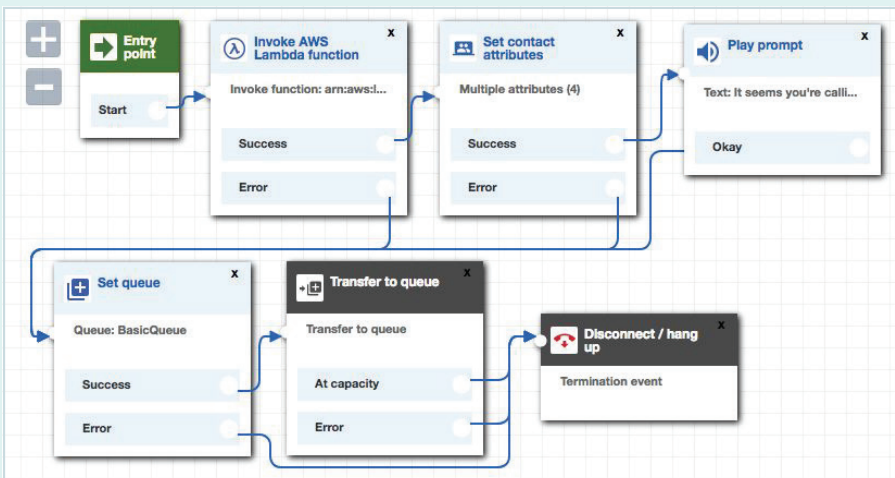 Entry
point
Start
x
Invoke AWS
Lambda function
Invoke function: arn:aws:l...
Success
Error
x
Set contact
attributes
Multiple attributes (4)
Success
Error
x
Play prompt
Text: It seems you're calli...
Okay
x
Set queue
Queue: BasicQueue
Success
Error
x
Transfer to queue
Transfer to queue
At capacity
Error
x
Disconnect / hang
up
Termination event